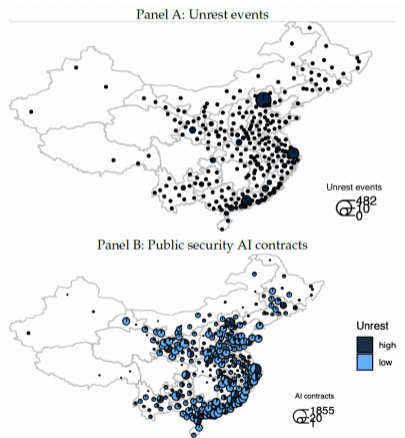 Panel A: Unrest events
Unrest events
482
10
0
Panel B: Public security AI contracts
Unrest
high
low
AI contracts
1855
20
1